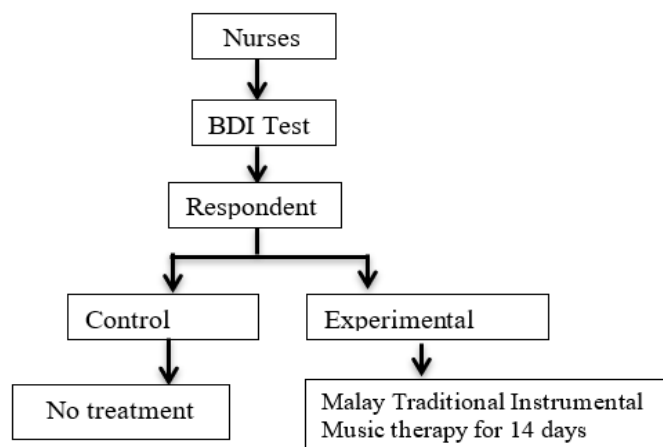 Nurses
BDI Test
Respondent
Control
Experimental
No treatment
Malay Traditional Instrumental
Music therapy for 14 days